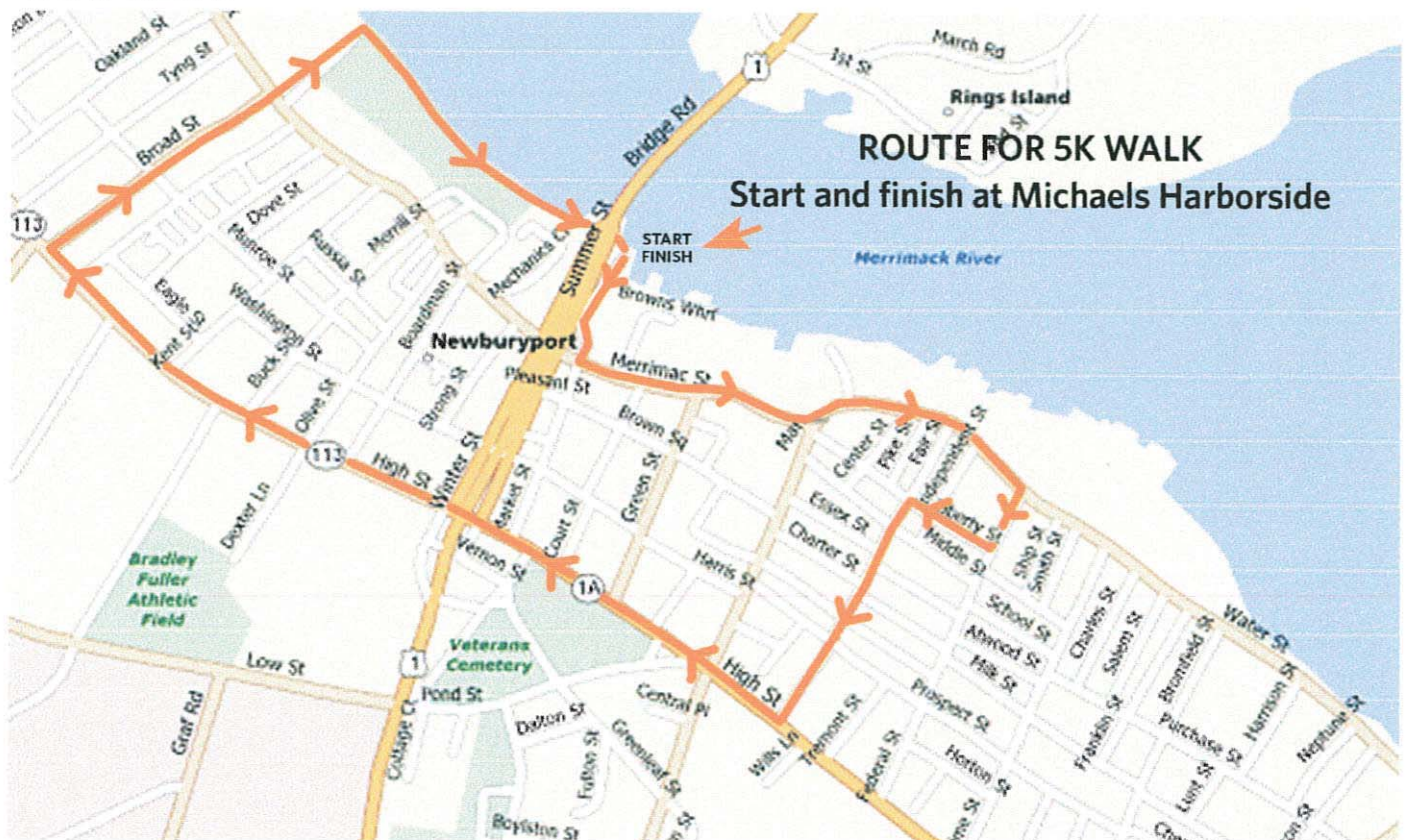 Oakland St
Tyng St
Broad St
113
Dove St
Munroe St
Russia St
Merrill St
Boardman St
Mechanics Ct
Summer St
Bridge Rd
1
1st St
March Rd
Rings Island
ROUTE FOR 5K WALK
Start and finish at Michaels Harborside
START
FINISH
Merrimack River
Browns Whrf
Newburyport
Merrimac St
Pleasant St
Eagle S
Kent St
Washington St
Buck St
Olive St
Strong St
Winter St
113
High St
Brown Sq
Market St
Court St
Green St
Vernon St
1A
Harris St
Center St
Pike S
Fair St
Independent St
Liberty St
Essex St
Charter St
Middle St
Ship St
Smith St
School St
Atwood St
Milk St
Charles St
Salem St
Bromfield St
Water St
Dexter Ln
Bradley
Fuller
Athletic
Field
Veterans
Cemetery
High St
Low St
1
Pond St
Central Pl
Dalton St
Graf Rd
Cottage Ct
Fulton St
Greenleaf St
Boylston St
Wills L
Tremont St
Federal St
Prospect St
Horton St
Franklin St
Purchase St
Lunt St
Harrison St
Neptune St